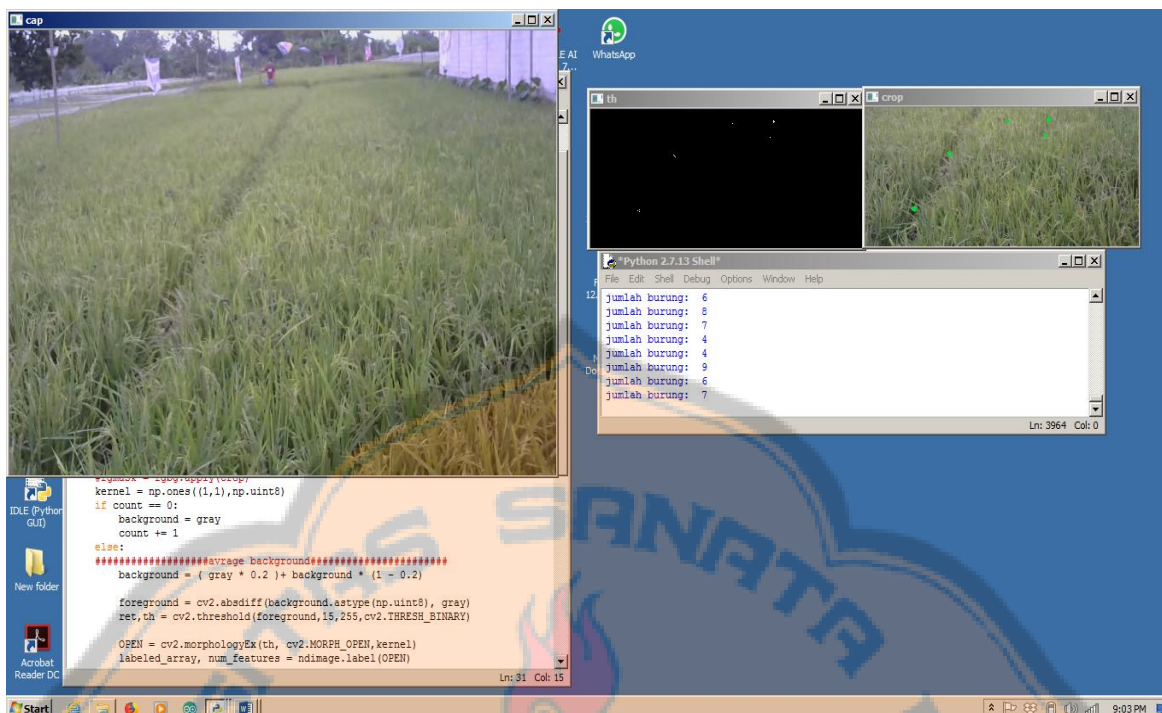 cap
WhatsApp
th
crop
*Python 2.7.13 Shell*
File Edit Shell Debug Options Window Help
jumlah burung: 6
jumlah burung: 8
jumlah burung: 7
jumlah burung: 4
jumlah burung: 4
jumlah burung: 9
jumlah burung: 6
jumlah burung: 7
Ln: 3964 Col: 0
IDLE (Python GUI)
New folder
Acrobat Reader DC
kernel = np.ones((1,1),np.uint8)
if count == 0:
background = gray
count += 1
else:
####################avrage background#######################
background = ( gray * 0.2 )+ background * (1 - 0.2)
foreground = cv2.absdiff(background.astype(np.uint8), gray)
ret,th = cv2.threshold(foreground,15,255,cv2.THRESH_BINARY)
OPEN = cv2.morphologyEx(th, cv2.MORPH_OPEN,kernel)
labeled_array, num_features = ndimage.label(OPEN)
Ln: 31 Col: 15
SANATA
Start
9:03 PM